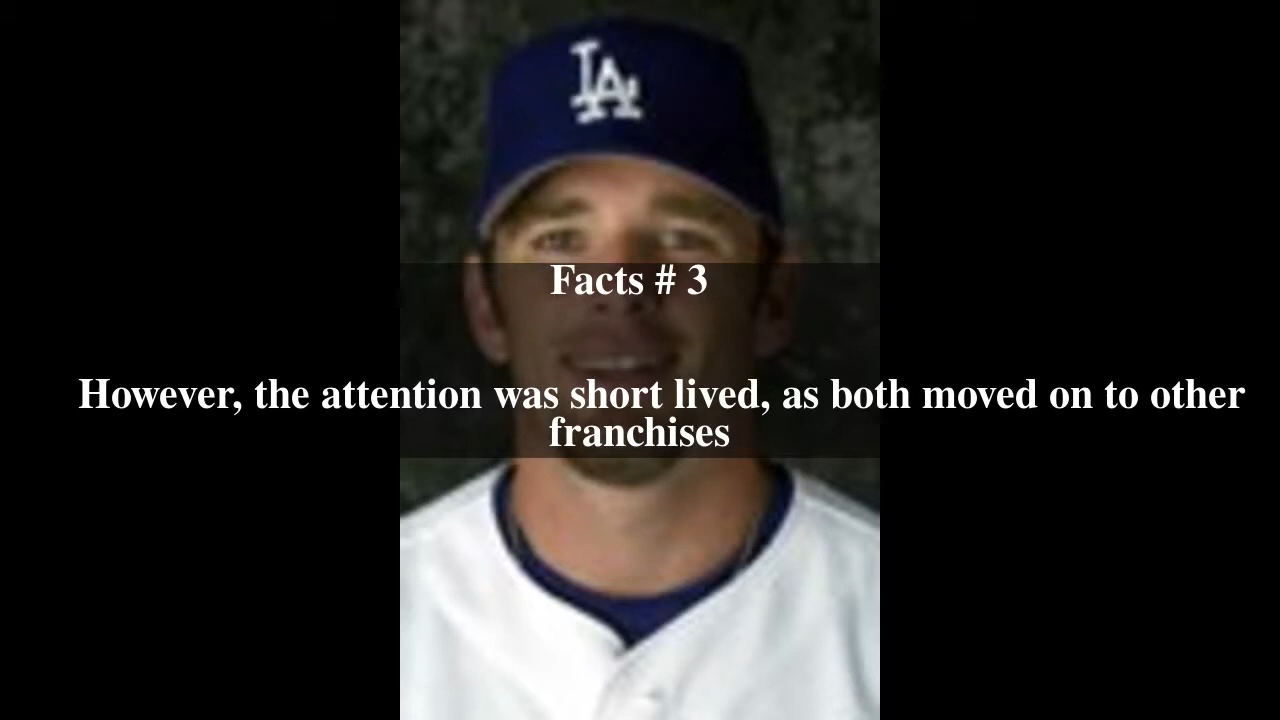 LA
Facts # 3
However, the attention was short lived, as both moved on to other
franchises